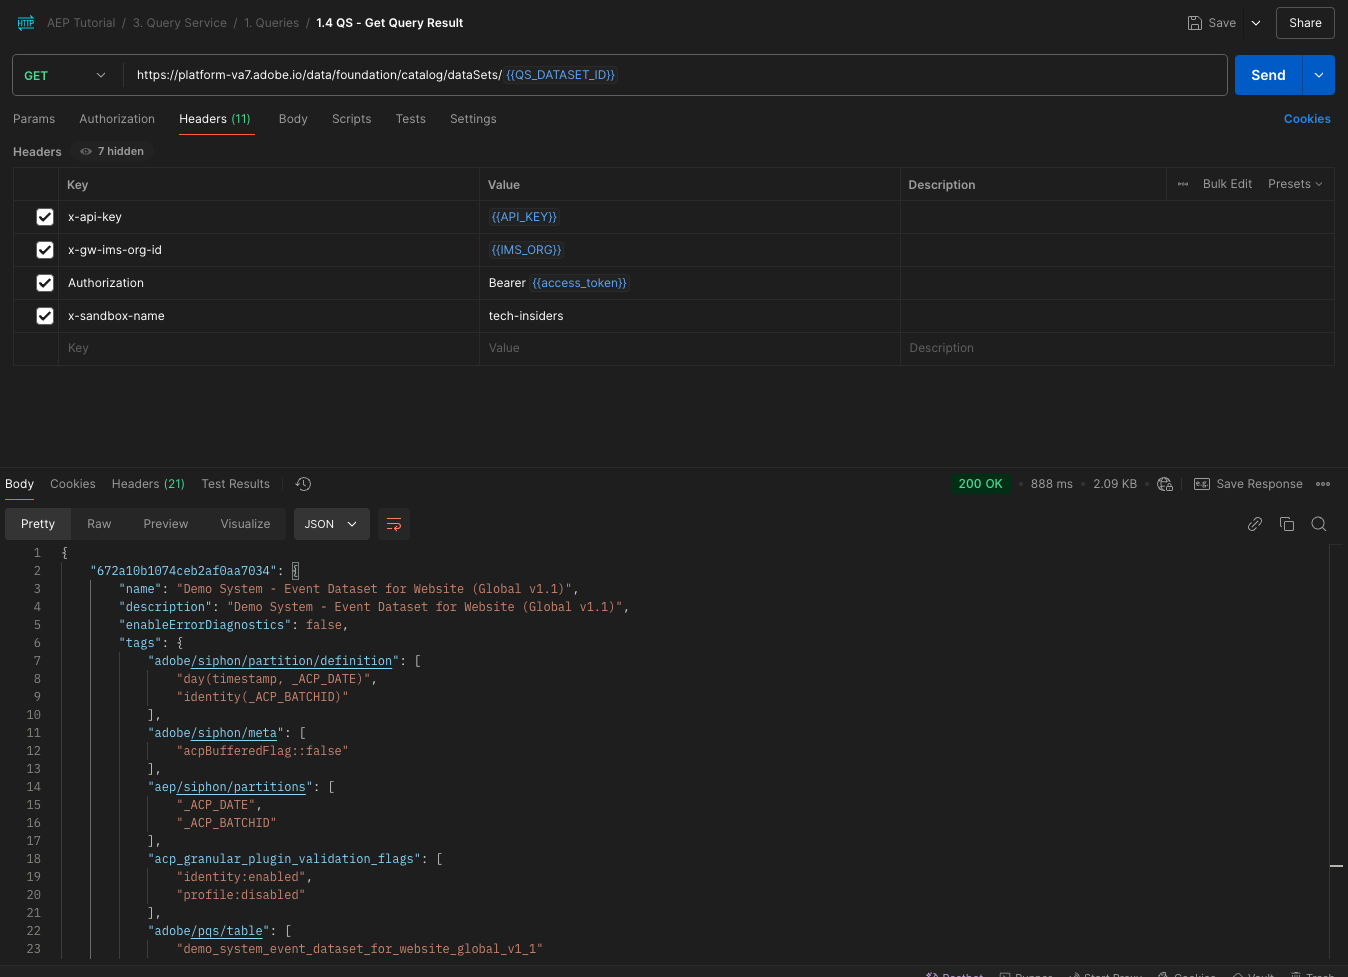 HTTP AEP Tutorial / 3. Query Service / 1. Queries / 1.4 QS - Get Query Result Save Share
GET https://platform-va7.adobe.io/data/foundation/catalog/dataSets/ {{QS_DATASET_ID}} Send
Params Authorization Headers (11) Body Scripts Tests Settings Cookies
Headers 7 hidden
Key Value Description Bulk Edit Presets
x-api-key {{API_KEY}}
x-gw-ims-org-id {{IMS_ORG}}
Authorization Bearer {{access_token}}
x-sandbox-name tech-insiders
Key Value Description
Body Cookies Headers (21) Test Results 200 OK • 888 ms • 2.09 KB • e.g. Save Response
Pretty Raw Preview Visualize JSON
1 {
2 "672a10b1074ceb2af0aa7034": {
3 "name": "Demo System - Event Dataset for Website (Global v1.1)",
4 "description": "Demo System - Event Dataset for Website (Global v1.1)",
5 "enableErrorDiagnostics": false,
6 "tags": {
7 "adobe/siphon/partition/definition": [
8 "day(timestamp, _ACP_DATE)",
9 "identity(_ACP_BATCHID)"
10 ],
11 "adobe/siphon/meta": [
12 "acpBufferedFlag::false"
13 ],
14 "aep/siphon/partitions": [
15 "_ACP_DATE",
16 "_ACP_BATCHID"
17 ],
18 "acp_granular_plugin_validation_flags": [
19 "identity:enabled",
20 "profile:disabled"
21 ],
22 "adobe/pqs/table": [
23 "demo_system_event_dataset_for_website_global_v1_1"
Postbot Runner Start Proxy Cookies Vault Trash